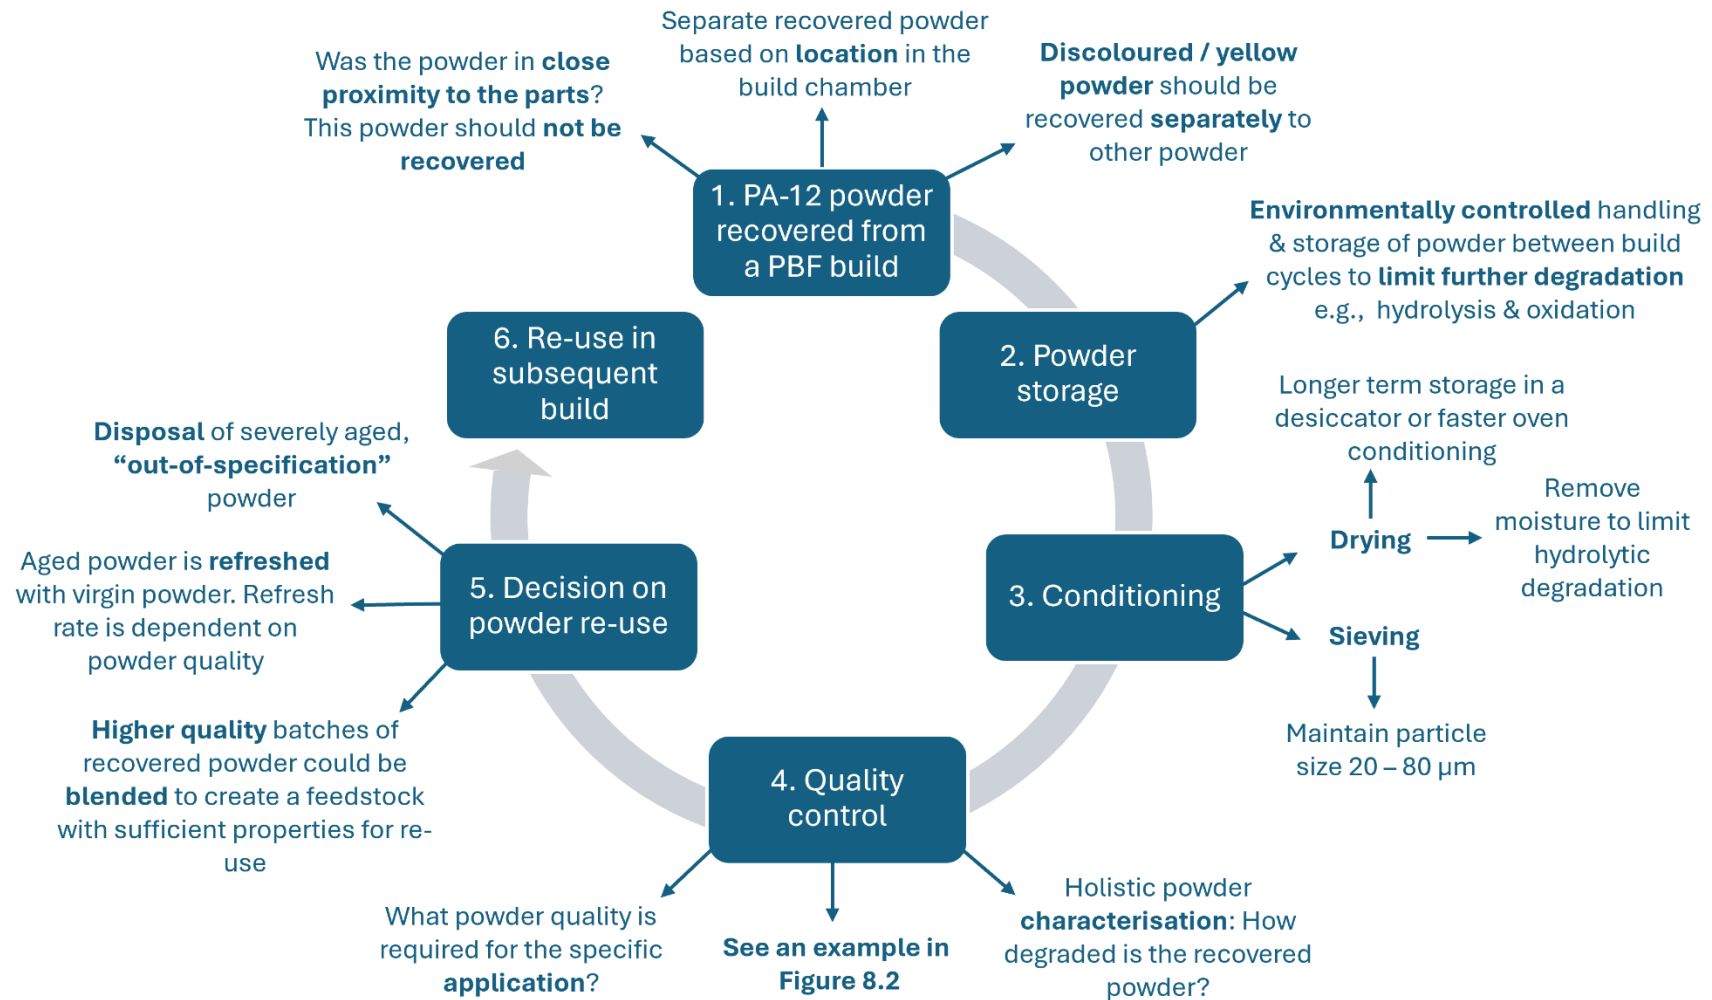 Separate recovered powder
based on location in the
build chamber
Was the powder in close
proximity to the parts?
This powder should not be
recovered
Discoloured / yellow
powder should be
recovered separately to
other powder
1. PA-12 powder
recovered from
a PBF build
Environmentally controlled handling
& storage of powder between build
cycles to limit further degradation
e.g., hydrolysis & oxidation
2. Powder
storage
Longer term storage in a
desiccator or faster oven
conditioning
Drying
Remove
moisture to limit
hydrolytic
degradation
3. Conditioning
Sieving
Maintain particle
size 20 – 80 µm
4. Quality
control
Holistic powder
characterisation: How
degraded is the recovered
powder?
See an example in
Figure 8.2
What powder quality is
required for the specific
application?
5. Decision on
powder re-use
Disposal of severely aged,
“out-of-specification”
powder
Aged powder is refreshed
with virgin powder. Refresh
rate is dependent on
powder quality
Higher quality batches of
recovered powder could be
blended to create a feedstock
with sufficient properties for re-
use
6. Re-use in
subsequent
build